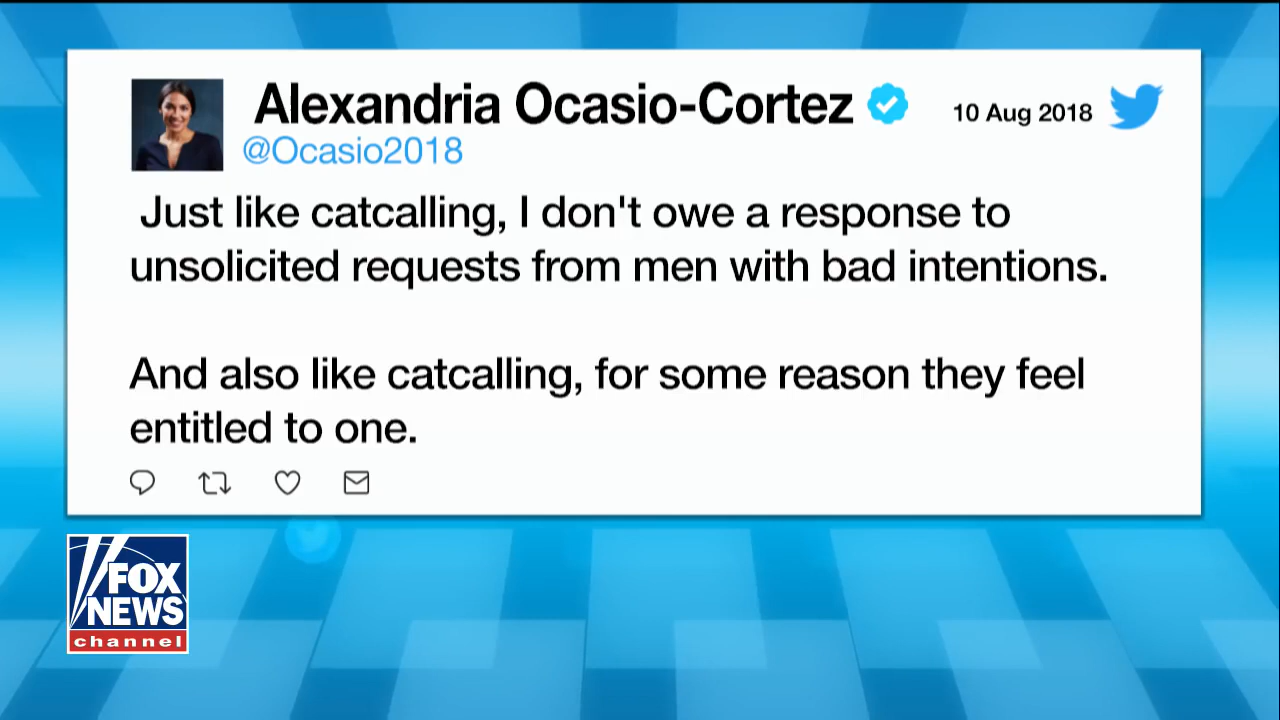 Alexandria Ocasio-Cortez
10 Aug 2018
@Ocasio2018
Just like catcalling, I don't owe a response to
unsolicited requests from men with bad intentions.
And also like catcalling, for some reason they feel
entitled to one.
FOX
NEWS
channel